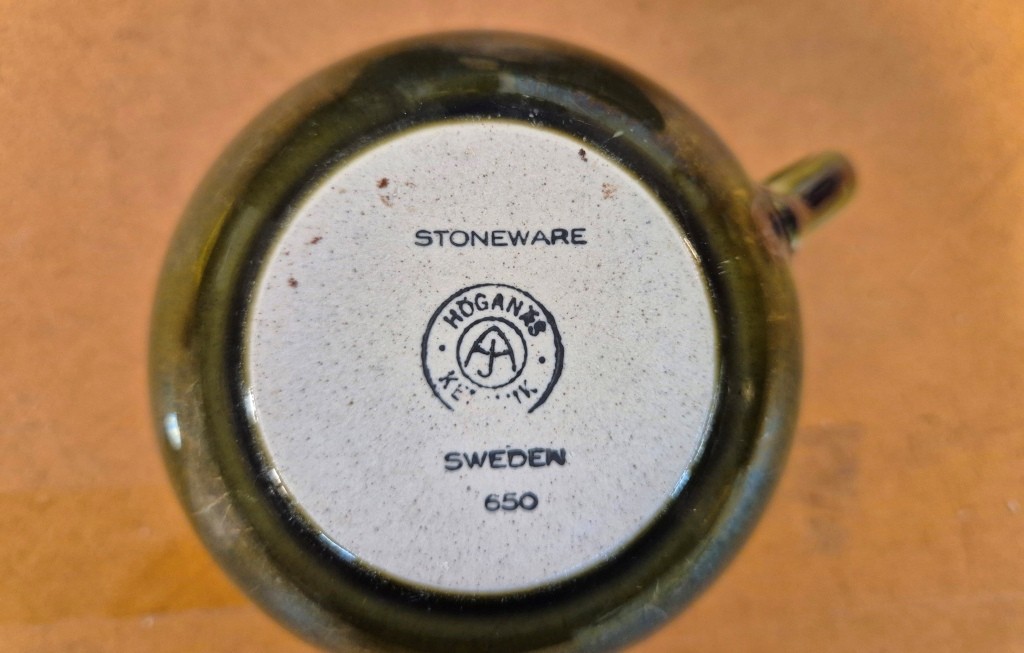 STONEWARE
HÖGANÄS
SWEDEN
650